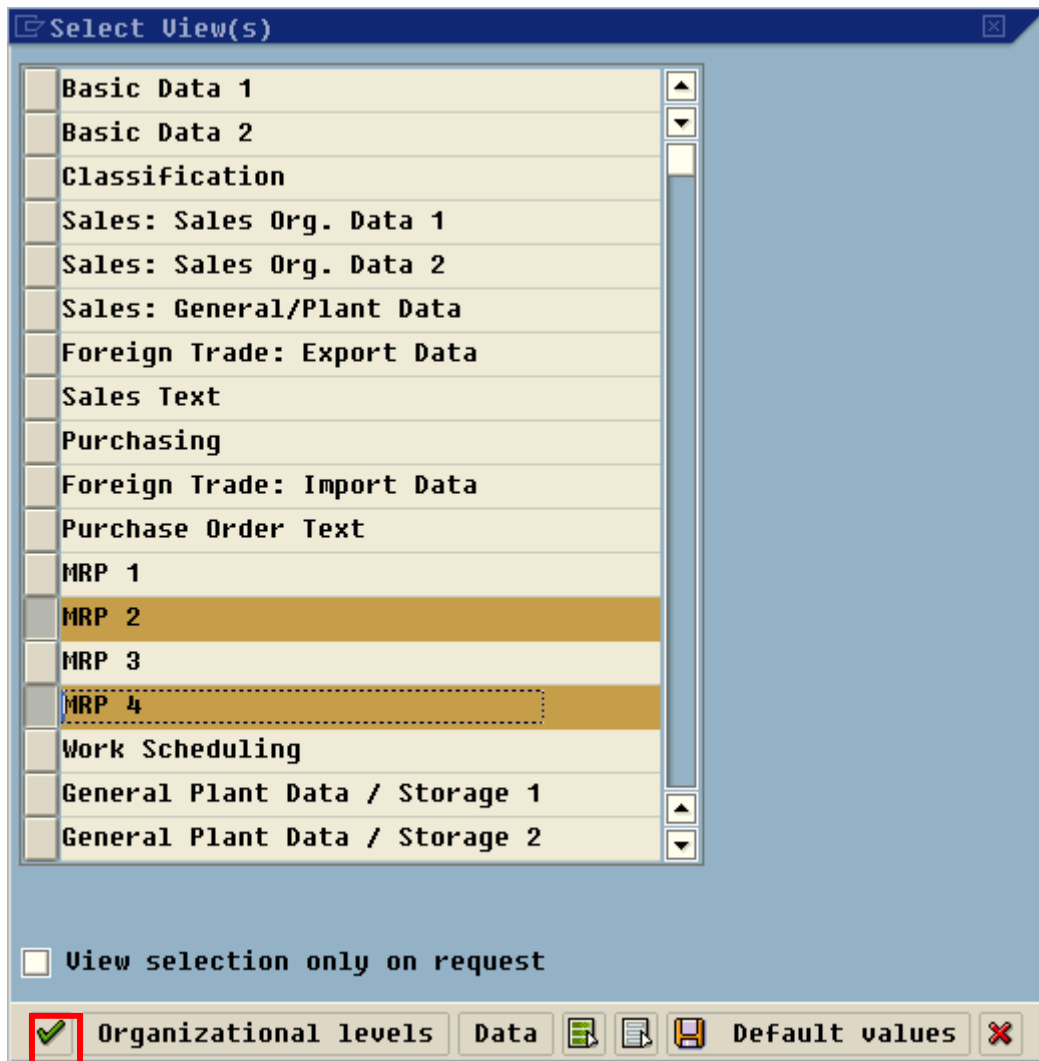 Select View(s)
Basic Data 1
Basic Data 2
Classification
Sales: Sales Org. Data 1
Sales: Sales Org. Data 2
Sales: General/Plant Data
Foreign Trade: Export Data
Sales Text
Purchasing
Foreign Trade: Import Data
Purchase Order Text
MRP 1
MRP 2
MRP 3
MRP 4
Work Scheduling
General Plant Data / Storage 1
General Plant Data / Storage 2
View selection only on request
Organizational levels Data Default values